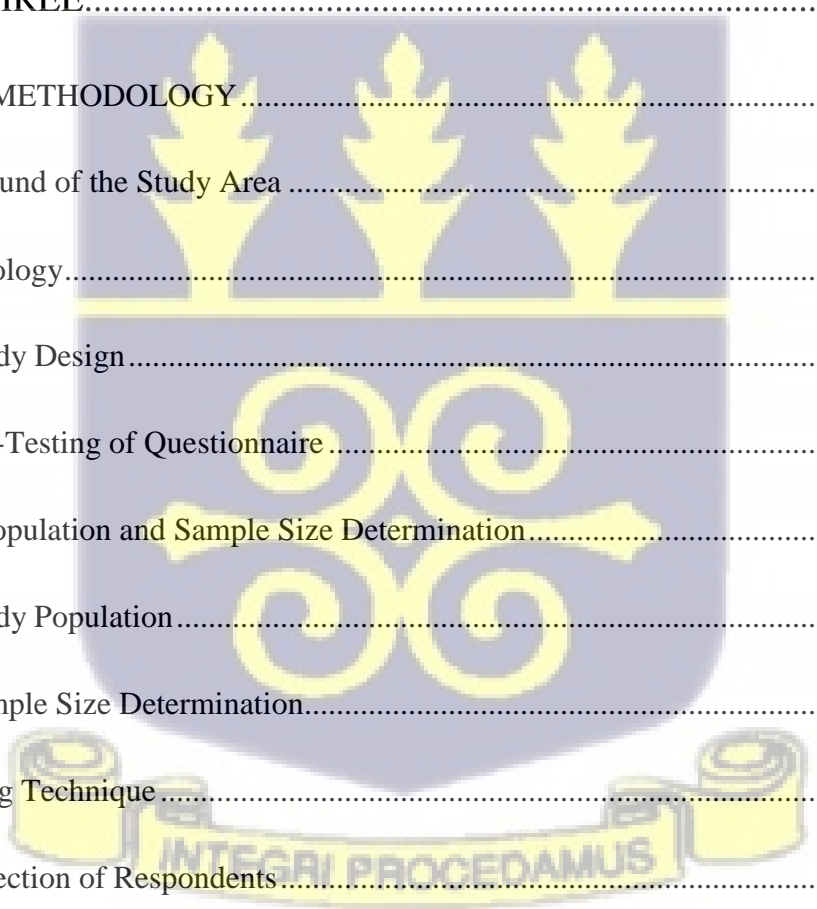 HREE
METHODOLOGY
und of the Study Area
ology
dy Design
-Testing of Questionnaire
opulation and Sample Size Determination
dy Population
mple Size Determination
g Technique
INTEGRI PROCEDAMUS
ection of Respondents